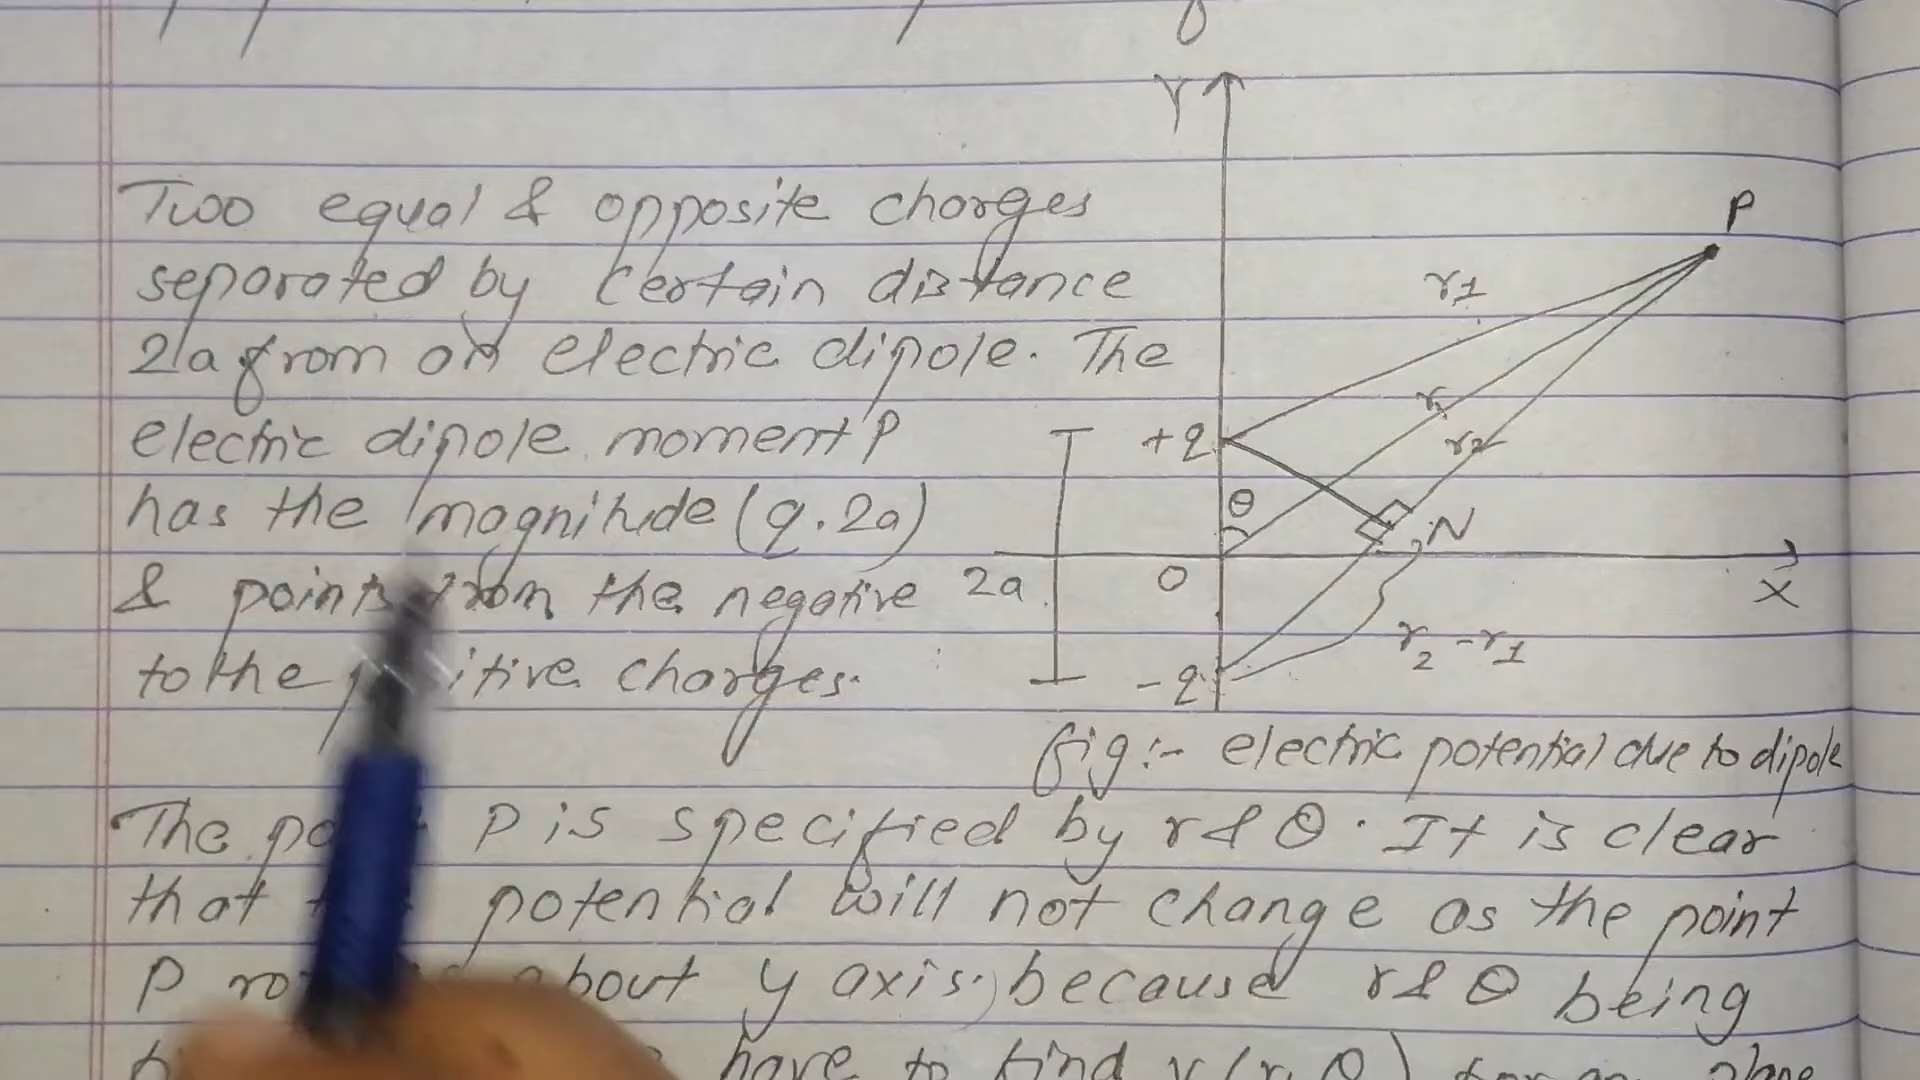 Two equal & opposite charges
separated by certain distance
2a from an electric dipole. The
electric dipole moment P
has the magnitude (q.2a)
& points from the negative
to the charges.
Y
P
r1
r
r2
+q
θ
N
2a
O
X
r2 - r1
-q
fig:- electric potential due to dipole
The P is specified by r & θ. It is clear
that potential will not change as the point
P about y axis, because r & θ being
have to find V(r, θ) for plane